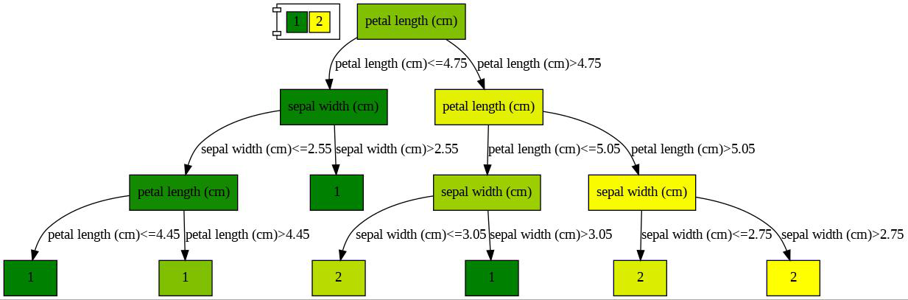 1 2
petal length (cm)
petal length (cm)<=4.75 petal length (cm)>4.75
sepal width (cm) petal length (cm)
sepal width (cm)<=2.55 sepal width (cm)>2.55 petal length (cm)<=5.05 petal length (cm)>5.05
petal length (cm) 1 sepal width (cm) sepal width (cm)
petal length (cm)<=4.45 petal length (cm)>4.45 sepal width (cm)<=3.05 sepal width (cm)>3.05 sepal width (cm)<=2.75 sepal width (cm)>2.75
1 1 2 1 2 2